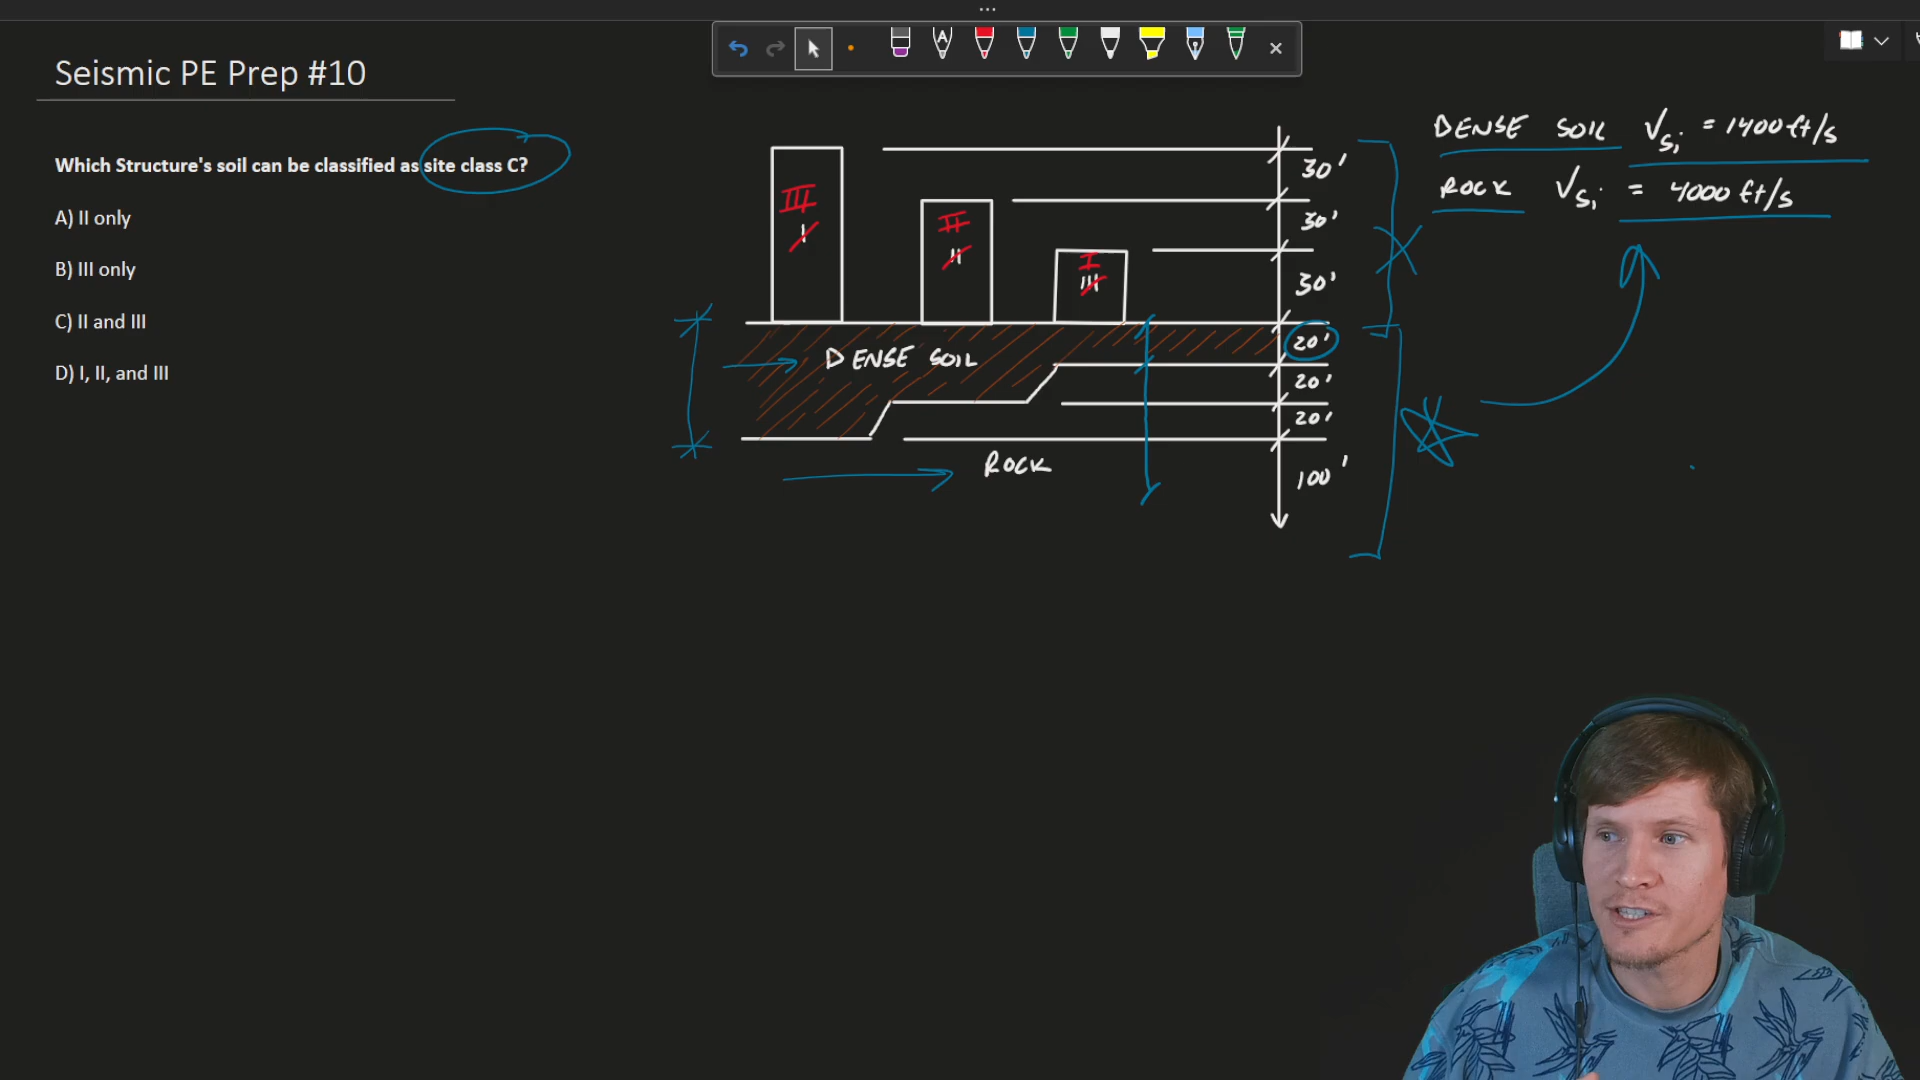 Seismic PE Prep #10
Which Structure's soil can be classified as site class C?
A) II only
B) III only
C) II and III
D) I, II, and III
A
DENSE SOIL Vsi = 1400 ft/s
ROCK Vsi = 4000 ft/s
III
I
II
II
I
III
30'
30'
30'
20'
20'
20'
100'
DENSE SOIL
ROCK